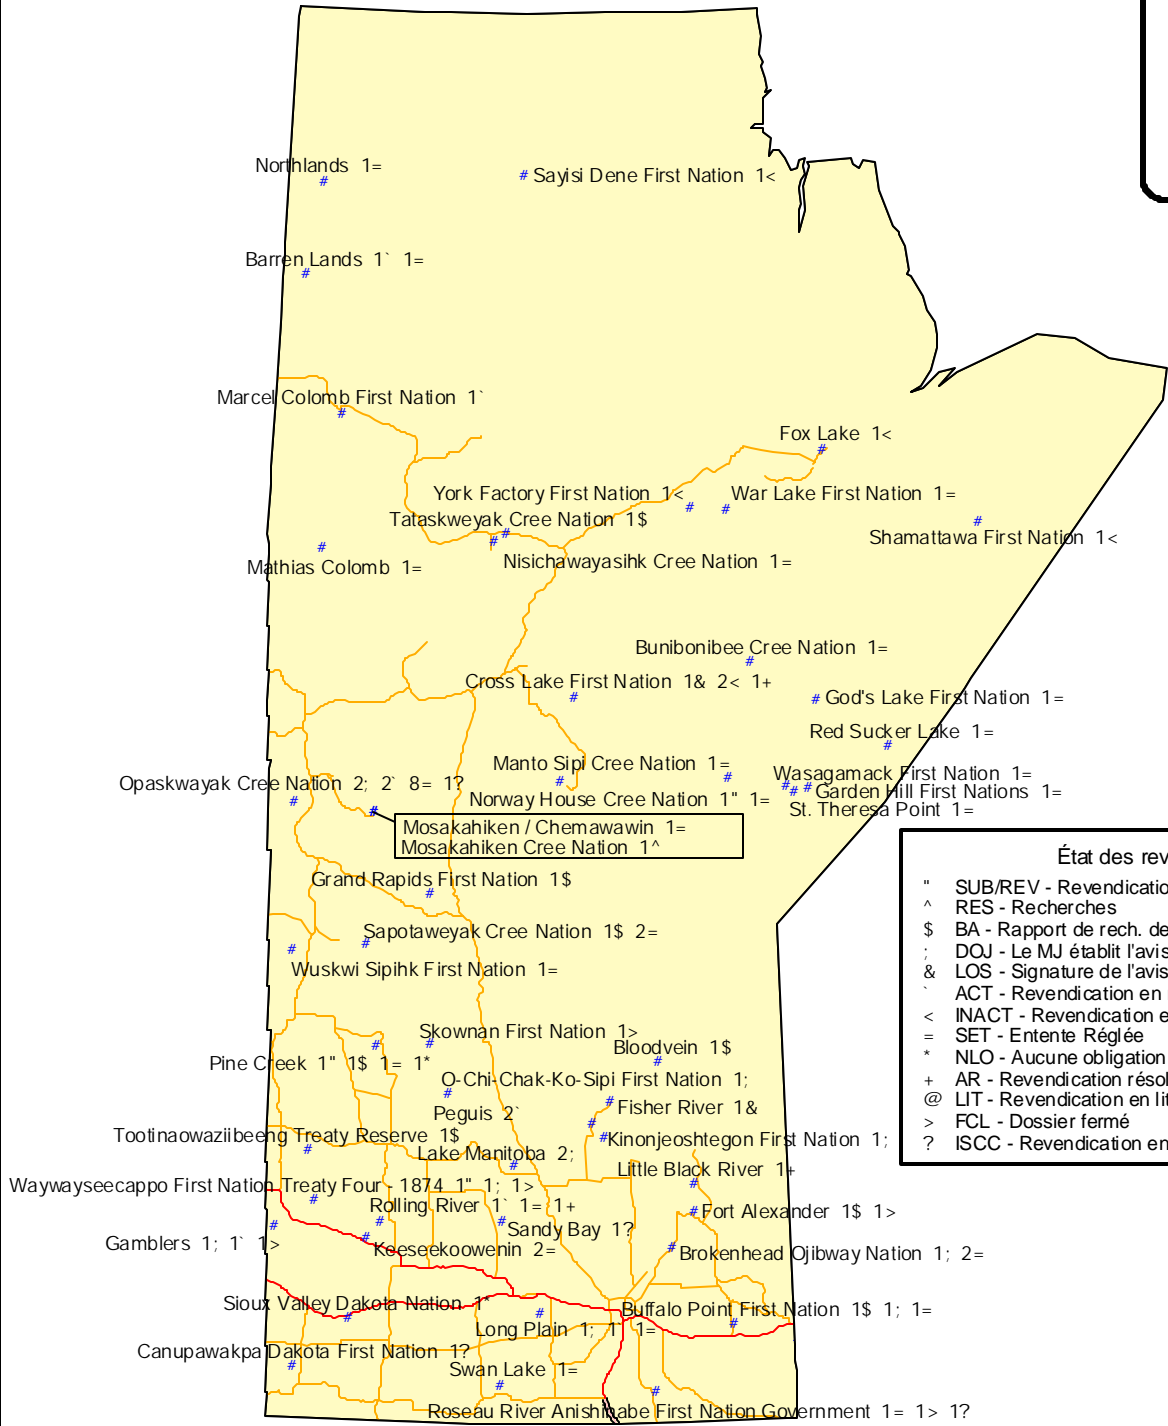 Northlands 1=
Sayisi Dene First Nation 1<
Barren Lands 1` 1=
Marcel Colomb First Nation 1`
Fox Lake 1<
York Factory First Nation 1<
War Lake First Nation 1=
Tataskweyak Cree Nation 1$
Shamattawa First Nation 1<
Mathias Colomb 1=
Nisichawayasihk Cree Nation 1=
Bunibonibee Cree Nation 1=
Cross Lake First Nation 1& 2< 1+
God's Lake First Nation 1=
Red Sucker Lake 1=
Manto Sipi Cree Nation 1=
Wasagamack First Nation 1=
Opaskwayak Cree Nation 2; 2` 8= 1?
Garden Hill First Nations 1=
Norway House Cree Nation 1" 1=
St. Theresa Point 1=
Mosakahiken / Chemawawin 1=
Mosakahiken Cree Nation 1^
Grand Rapids First Nation 1$
Sapotaweyak Cree Nation 1$ 2=
Wuskwi Sipihk First Nation 1=
Skownan First Nation 1>
Bloodvein 1$
Pine Creek 1" 1$ 1= 1*
O-Chi-Chak-Ko-Sipi First Nation 1;
Fisher River 1&
Peguis 2`
Tootinaowaziibeeng Treaty Reserve 1$
Kinonjeoshtegon First Nation 1;
Lake Manitoba 2;
Little Black River 1+
Waywayseecappo First Nation Treaty Four - 1874 1" 1; 1>
Rolling River 1` 1= 1+
Fort Alexander 1$ 1>
Sandy Bay 1?
Gamblers 1; 1` 1>
Keeseekoowenin 2=
Brokenhead Ojibway Nation 1; 2=
Sioux Valley Dakota Nation 1*
Buffalo Point First Nation 1$ 1; 1=
Long Plain 1; 1` 1=
Canupawakpa Dakota First Nation 1?
Swan Lake 1=
Roseau River Anishinabe First Nation Government 1= 1> 1?
État des rev
" SUB/REV - Revendicatio
^ RES - Recherches
$ BA - Rapport de rech. de
; DOJ - Le MJ établit l'avis
& LOS - Signature de l'avis
` ACT - Revendication en
< INACT - Revendication e
= SET - Entente Réglée
* NLO - Aucune obligation
+ AR - Revendication résol
@ LIT - Revendication en lit
> FCL - Dossier fermé
? ISCC - Revendication en